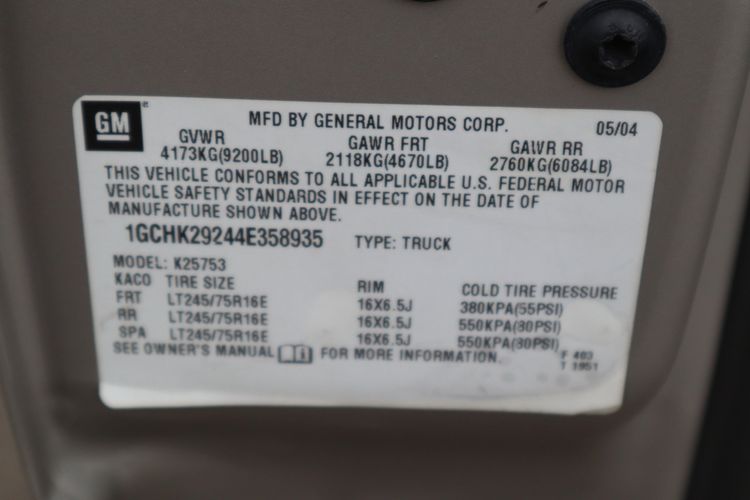 GM
MFD BY GENERAL MOTORS CORP. 05/04
GVWR GAWR FRT GAWR RR
4173KG(9200LB) 2118KG(4670LB) 2760KG(6084LB)
THIS VEHICLE CONFORMS TO ALL APPLICABLE U.S. FEDERAL MOTOR
VEHICLE SAFETY STANDARDS IN EFFECT ON THE DATE OF
MANUFACTURE SHOWN ABOVE.
1GCHK29244E358935 TYPE: TRUCK
MODEL: K25753
KACO TIRE SIZE RIM COLD TIRE PRESSURE
FRT LT245/75R16E 16X6.5J 380KPA(55PSI)
RR LT245/75R16E 16X6.5J 550KPA(80PSI)
SPA LT245/75R16E 16X6.5J 550KPA(80PSI)
SEE OWNER'S MANUAL FOR MORE INFORMATION.
F 403
T 1951